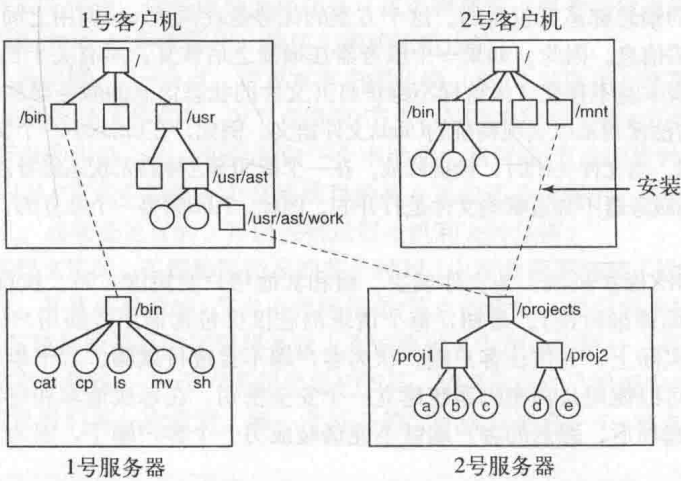 1号客户机
2号客户机
/
/
/bin
/usr
/bin
/mnt
/usr/ast
安装
/usr/ast/work
/bin
/projects
/proj1
/proj2
cat
cp
ls
mv
sh
a
b
c
d
e
1号服务器
2号服务器